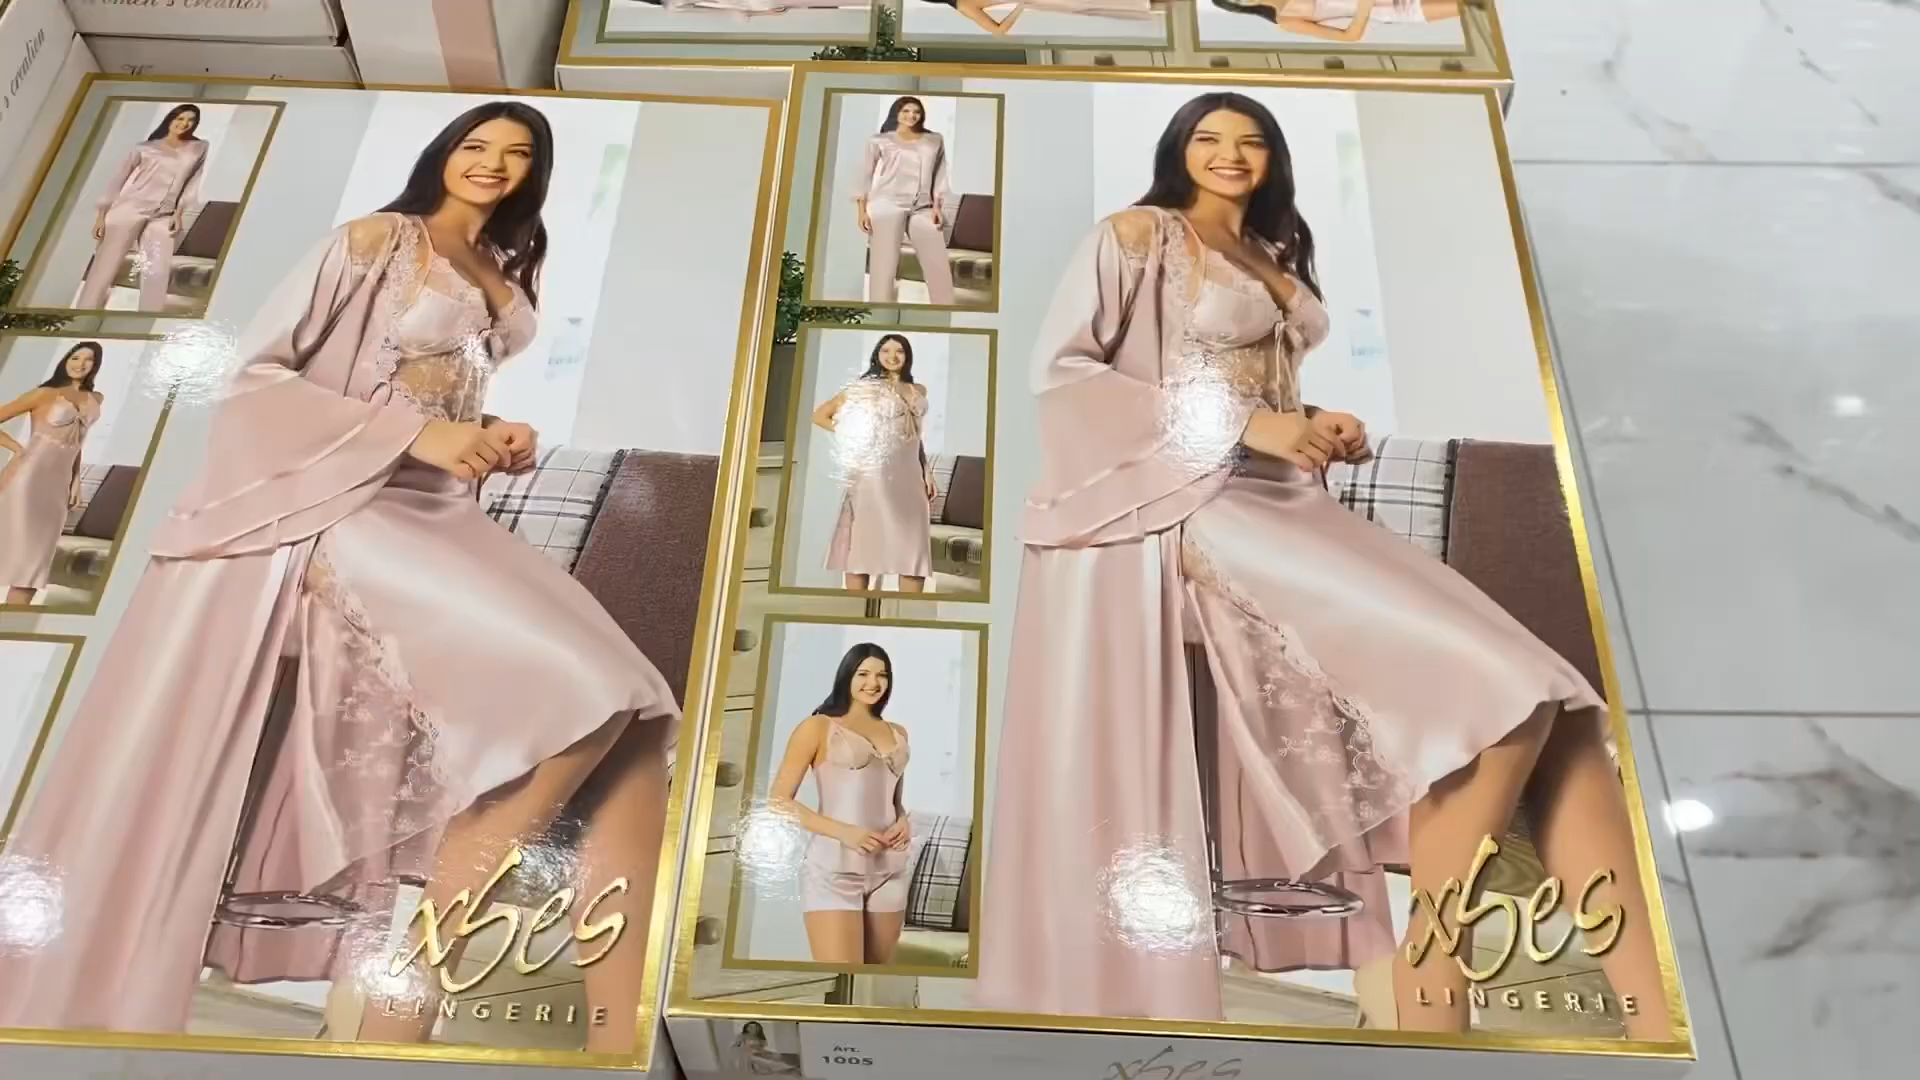 Women's creation
s creation
xses
LINGERIE
xses
LINGERIE
Art.
1005
xses